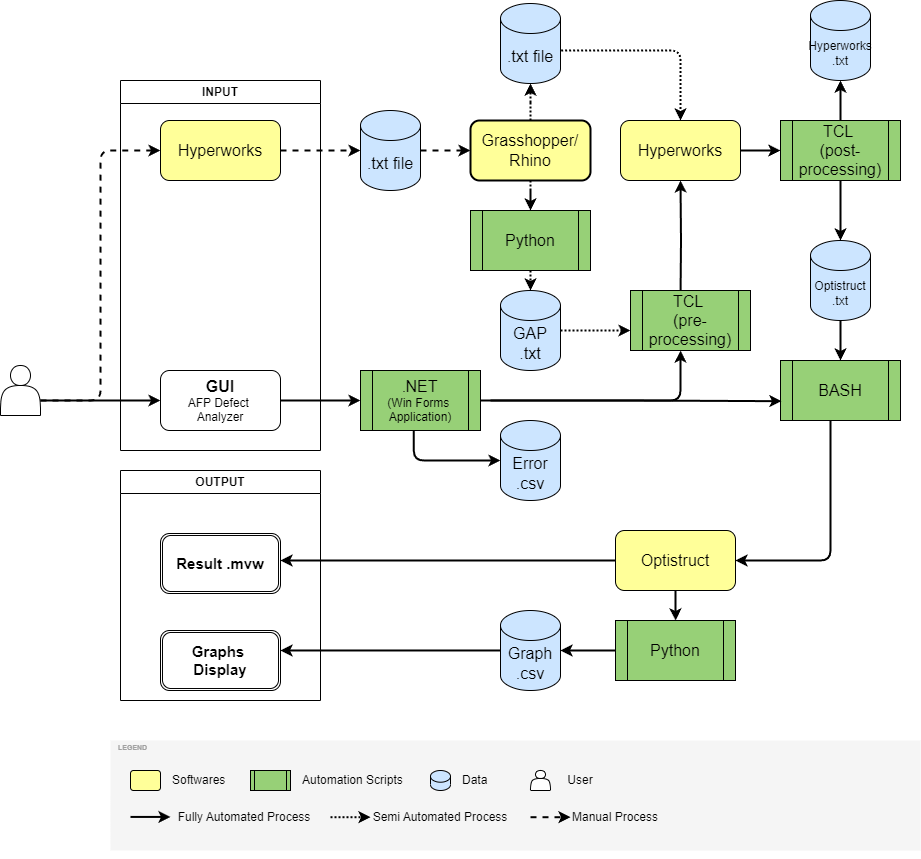 INPUT
Hyperworks
.txt file
.txt file
Grasshopper/
Rhino
Hyperworks
TCL
(post-
processing)
Hyperworks
.txt
Python
GAP
.txt
TCL
(pre-
processing)
Optistruct
.txt
GUI
AFP Defect
Analyzer
.NET
(Win Forms
Application)
BASH
Error
.csv
OUTPUT
Result .mvw
Optistruct
Graphs
Display
Graph
.csv
Python
LEGEND
Softwares
Automation Scripts
Data
User
Fully Automated Process
Semi Automated Process
Manual Process